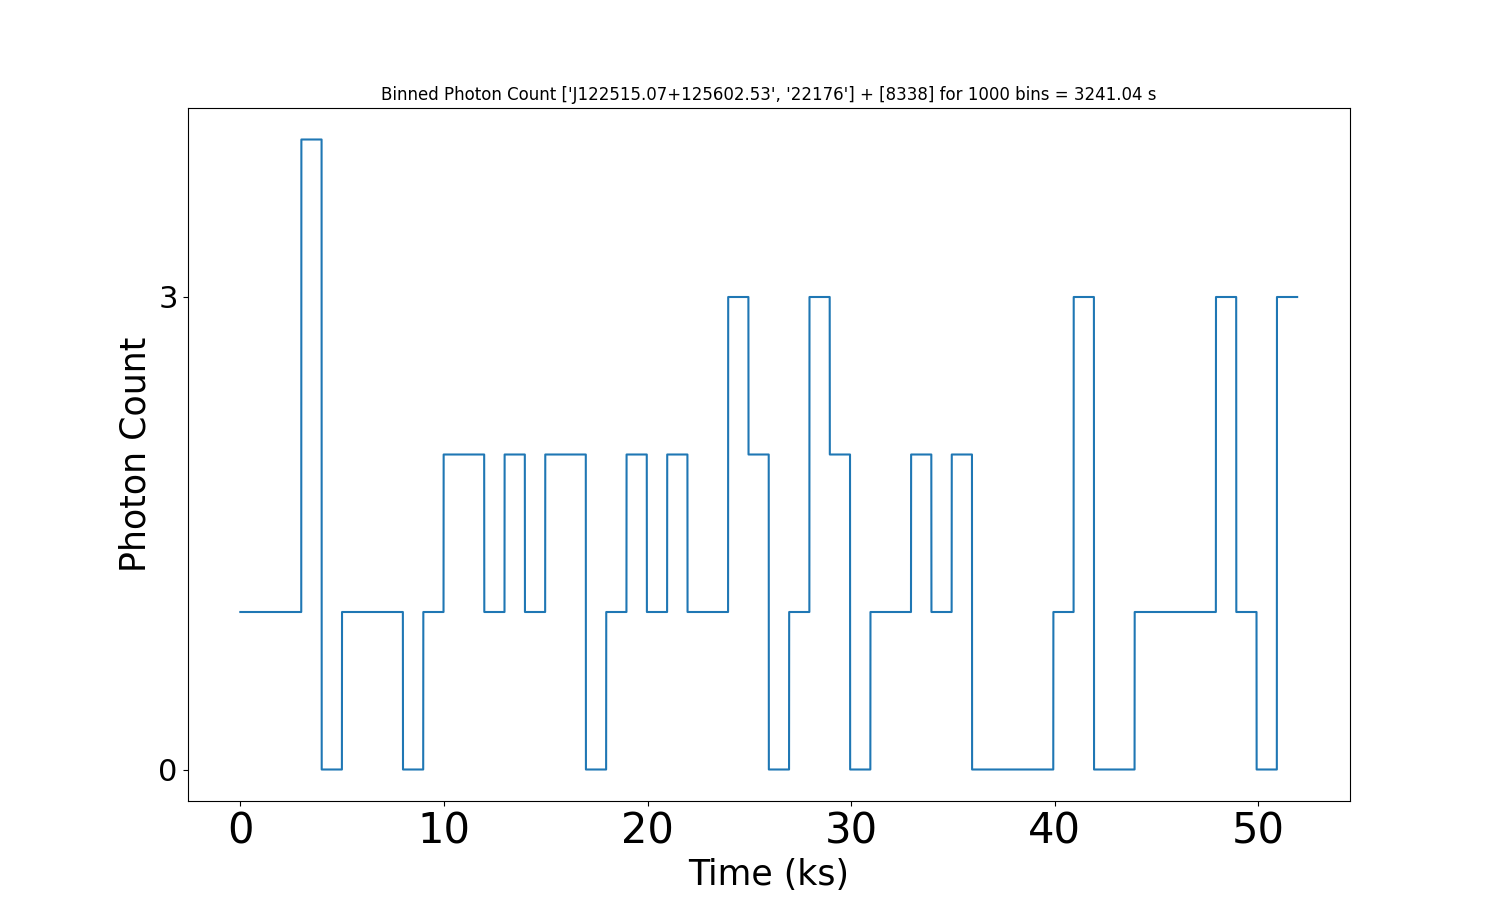 Binned Photon Count ['J122515.07+125602.53', '22176'] + [8338] for 1000 bins = 3241.04 s
Photon Count
3
0
0 10 20 30 40 50
Time (ks)